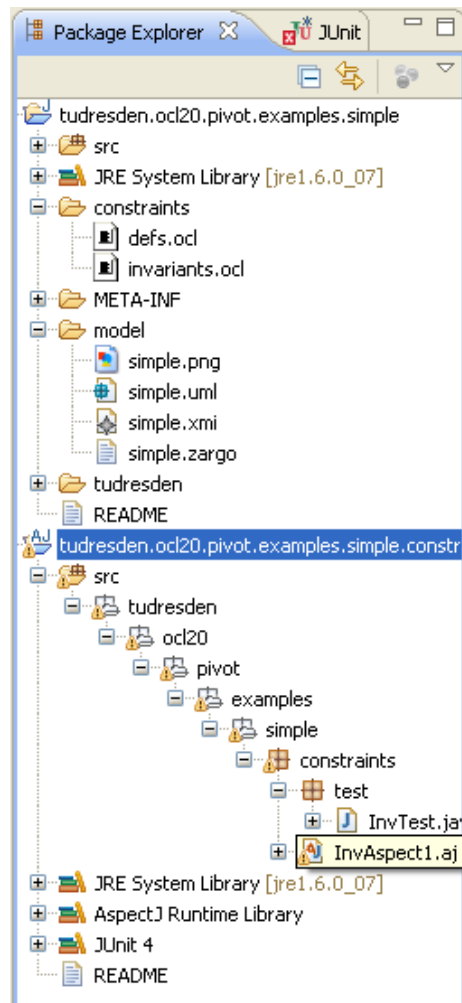 Package Explorer JUnit
tudresden.ocl20.pivot.examples.simple
src
JRE System Library [jre1.6.0_07]
constraints
defs.ocl
invariants.ocl
META-INF
model
simple.png
simple.uml
simple.xmi
simple.zargo
tudresden
README
tudresden.ocl20.pivot.examples.simple.constr
src
tudresden
ocl20
pivot
examples
simple
constraints
test
InvTest.jav
InvAspect1.aj
JRE System Library [jre1.6.0_07]
AspectJ Runtime Library
JUnit 4
README